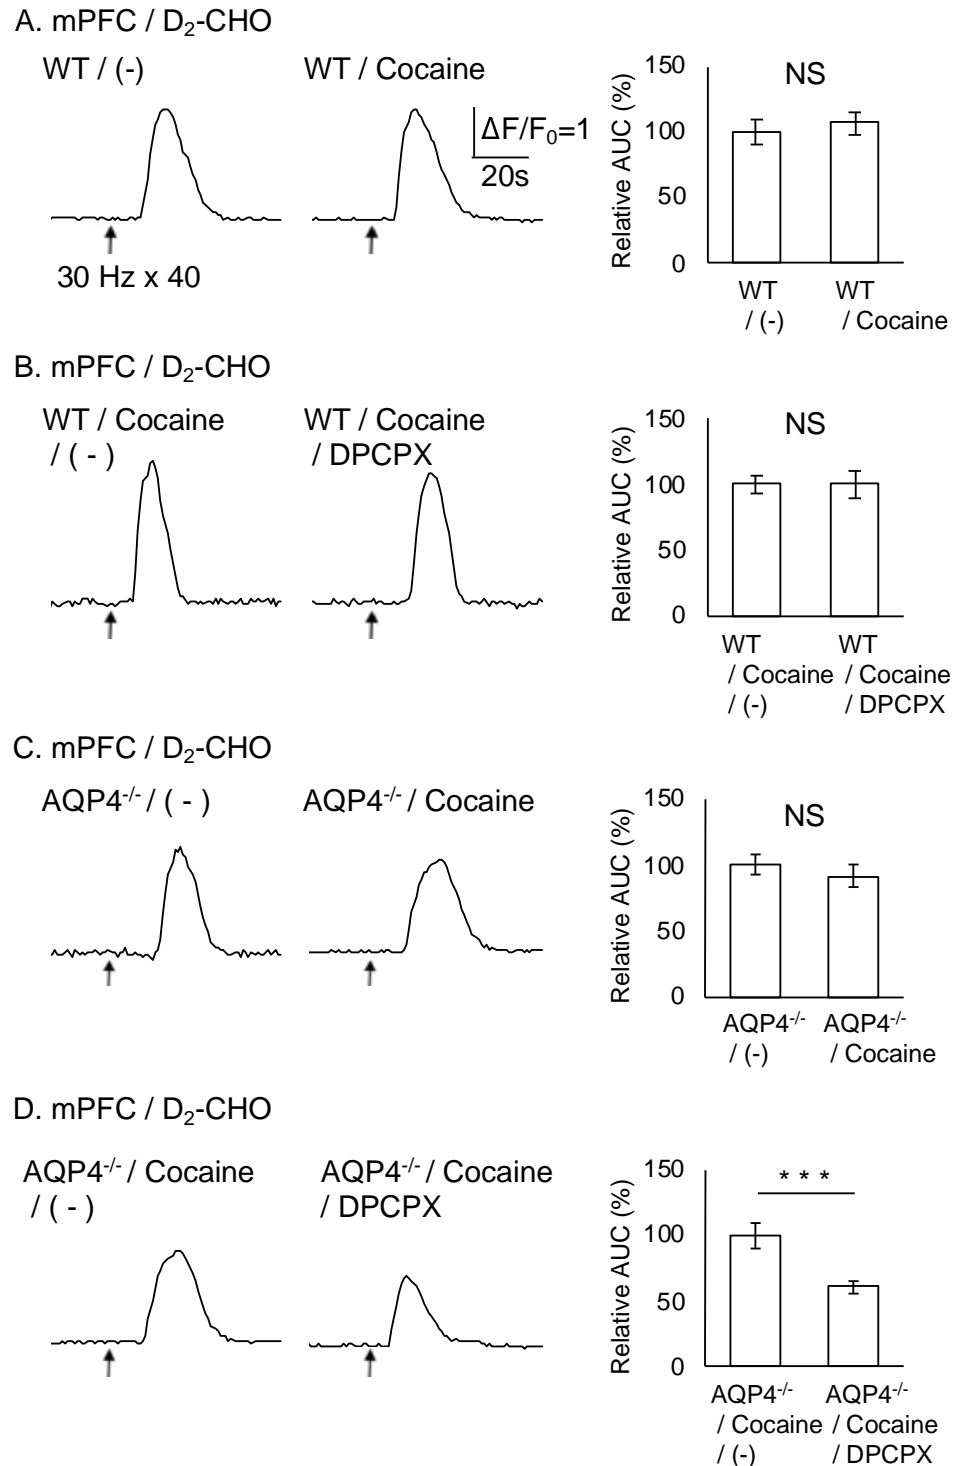 A. mPFC / D₂-CHO
WT / (-)
WT / Cocaine
ΔF/F₀=1
20s
30 Hz x 40
Relative AUC (%)
150
100
50
0
NS
WT
/ (-)
WT
/ Cocaine
B. mPFC / D₂-CHO
WT / Cocaine
/ ( - )
WT / Cocaine
/ DPCPX
Relative AUC (%)
150
100
50
0
NS
WT
/ Cocaine
/ (-)
WT
/ Cocaine
/ DPCPX
C. mPFC / D₂-CHO
AQP4⁻/⁻ / ( - )
AQP4⁻/⁻ / Cocaine
Relative AUC (%)
150
100
50
0
NS
AQP4⁻/⁻
/ (-)
AQP4⁻/⁻
/ Cocaine
D. mPFC / D₂-CHO
AQP4⁻/⁻ / Cocaine
/ ( - )
AQP4⁻/⁻ / Cocaine
/ DPCPX
Relative AUC (%)
150
100
50
0
* * *
AQP4⁻/⁻
/ Cocaine
/ (-)
AQP4⁻/⁻
/ Cocaine
/ DPCPX